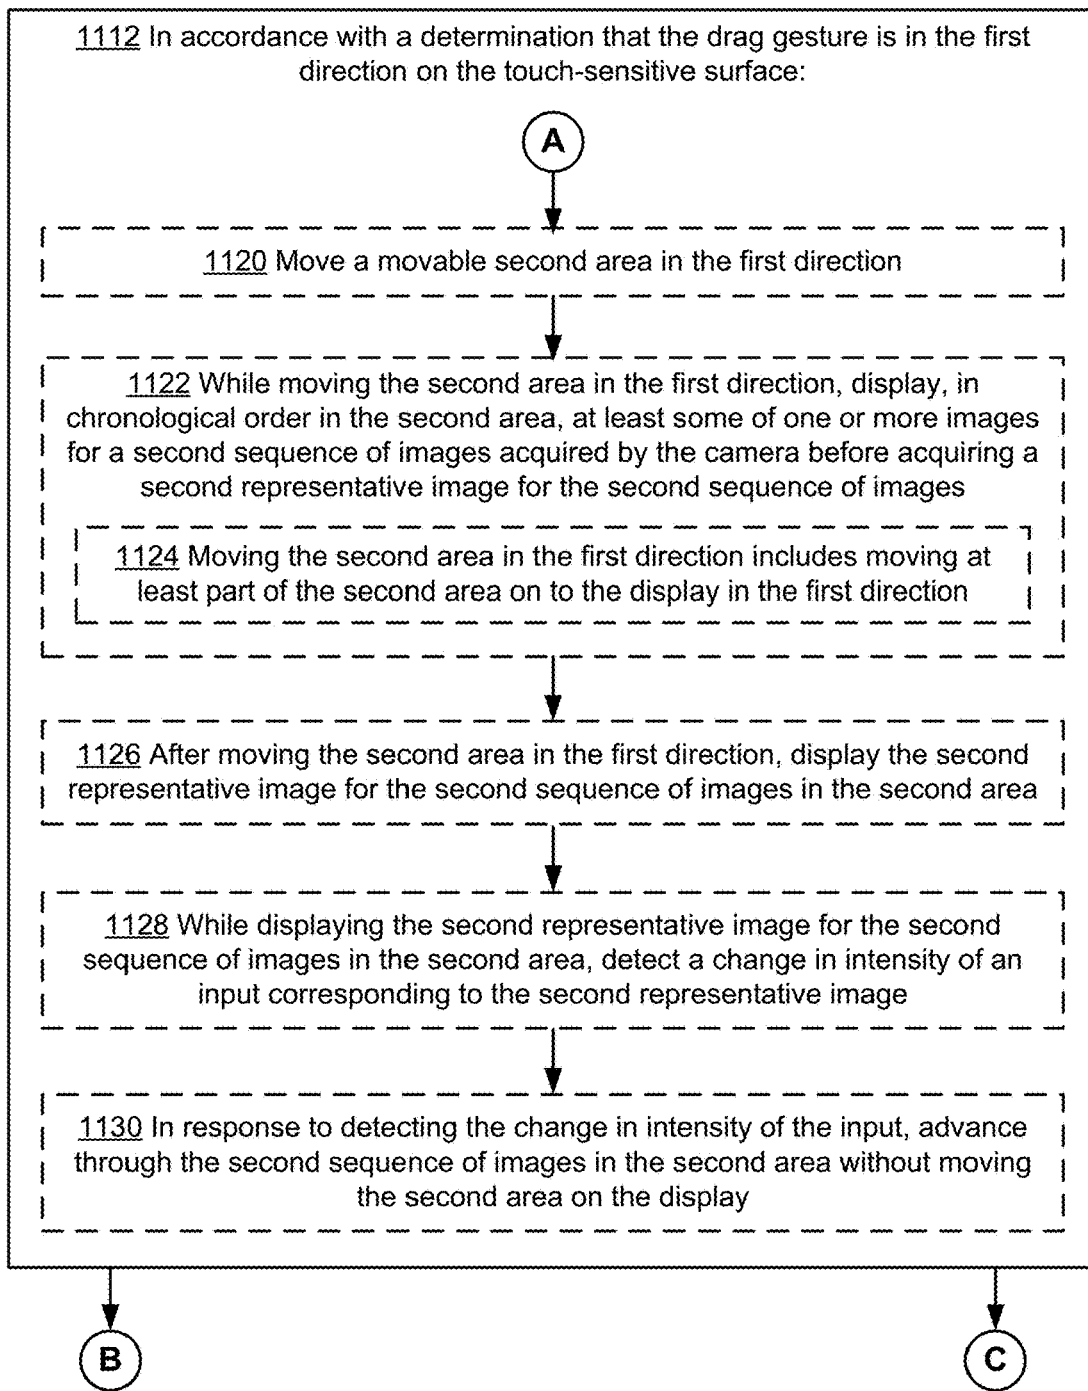 1112 In accordance with a determination that the drag gesture is in the first
direction on the touch-sensitive surface:
A
1120 Move a movable second area in the first direction
1122 While moving the second area in the first direction, display, in
chronological order in the second area, at least some of one or more images
for a second sequence of images acquired by the camera before acquiring a
second representative image for the second sequence of images
1124 Moving the second area in the first direction includes moving at
least part of the second area on to the display in the first direction
1126 After moving the second area in the first direction, display the second
representative image for the second sequence of images in the second area
1128 While displaying the second representative image for the second
sequence of images in the second area, detect a change in intensity of an
input corresponding to the second representative image
1130 In response to detecting the change in intensity of the input, advance
through the second sequence of images in the second area without moving
the second area on the display
B
C